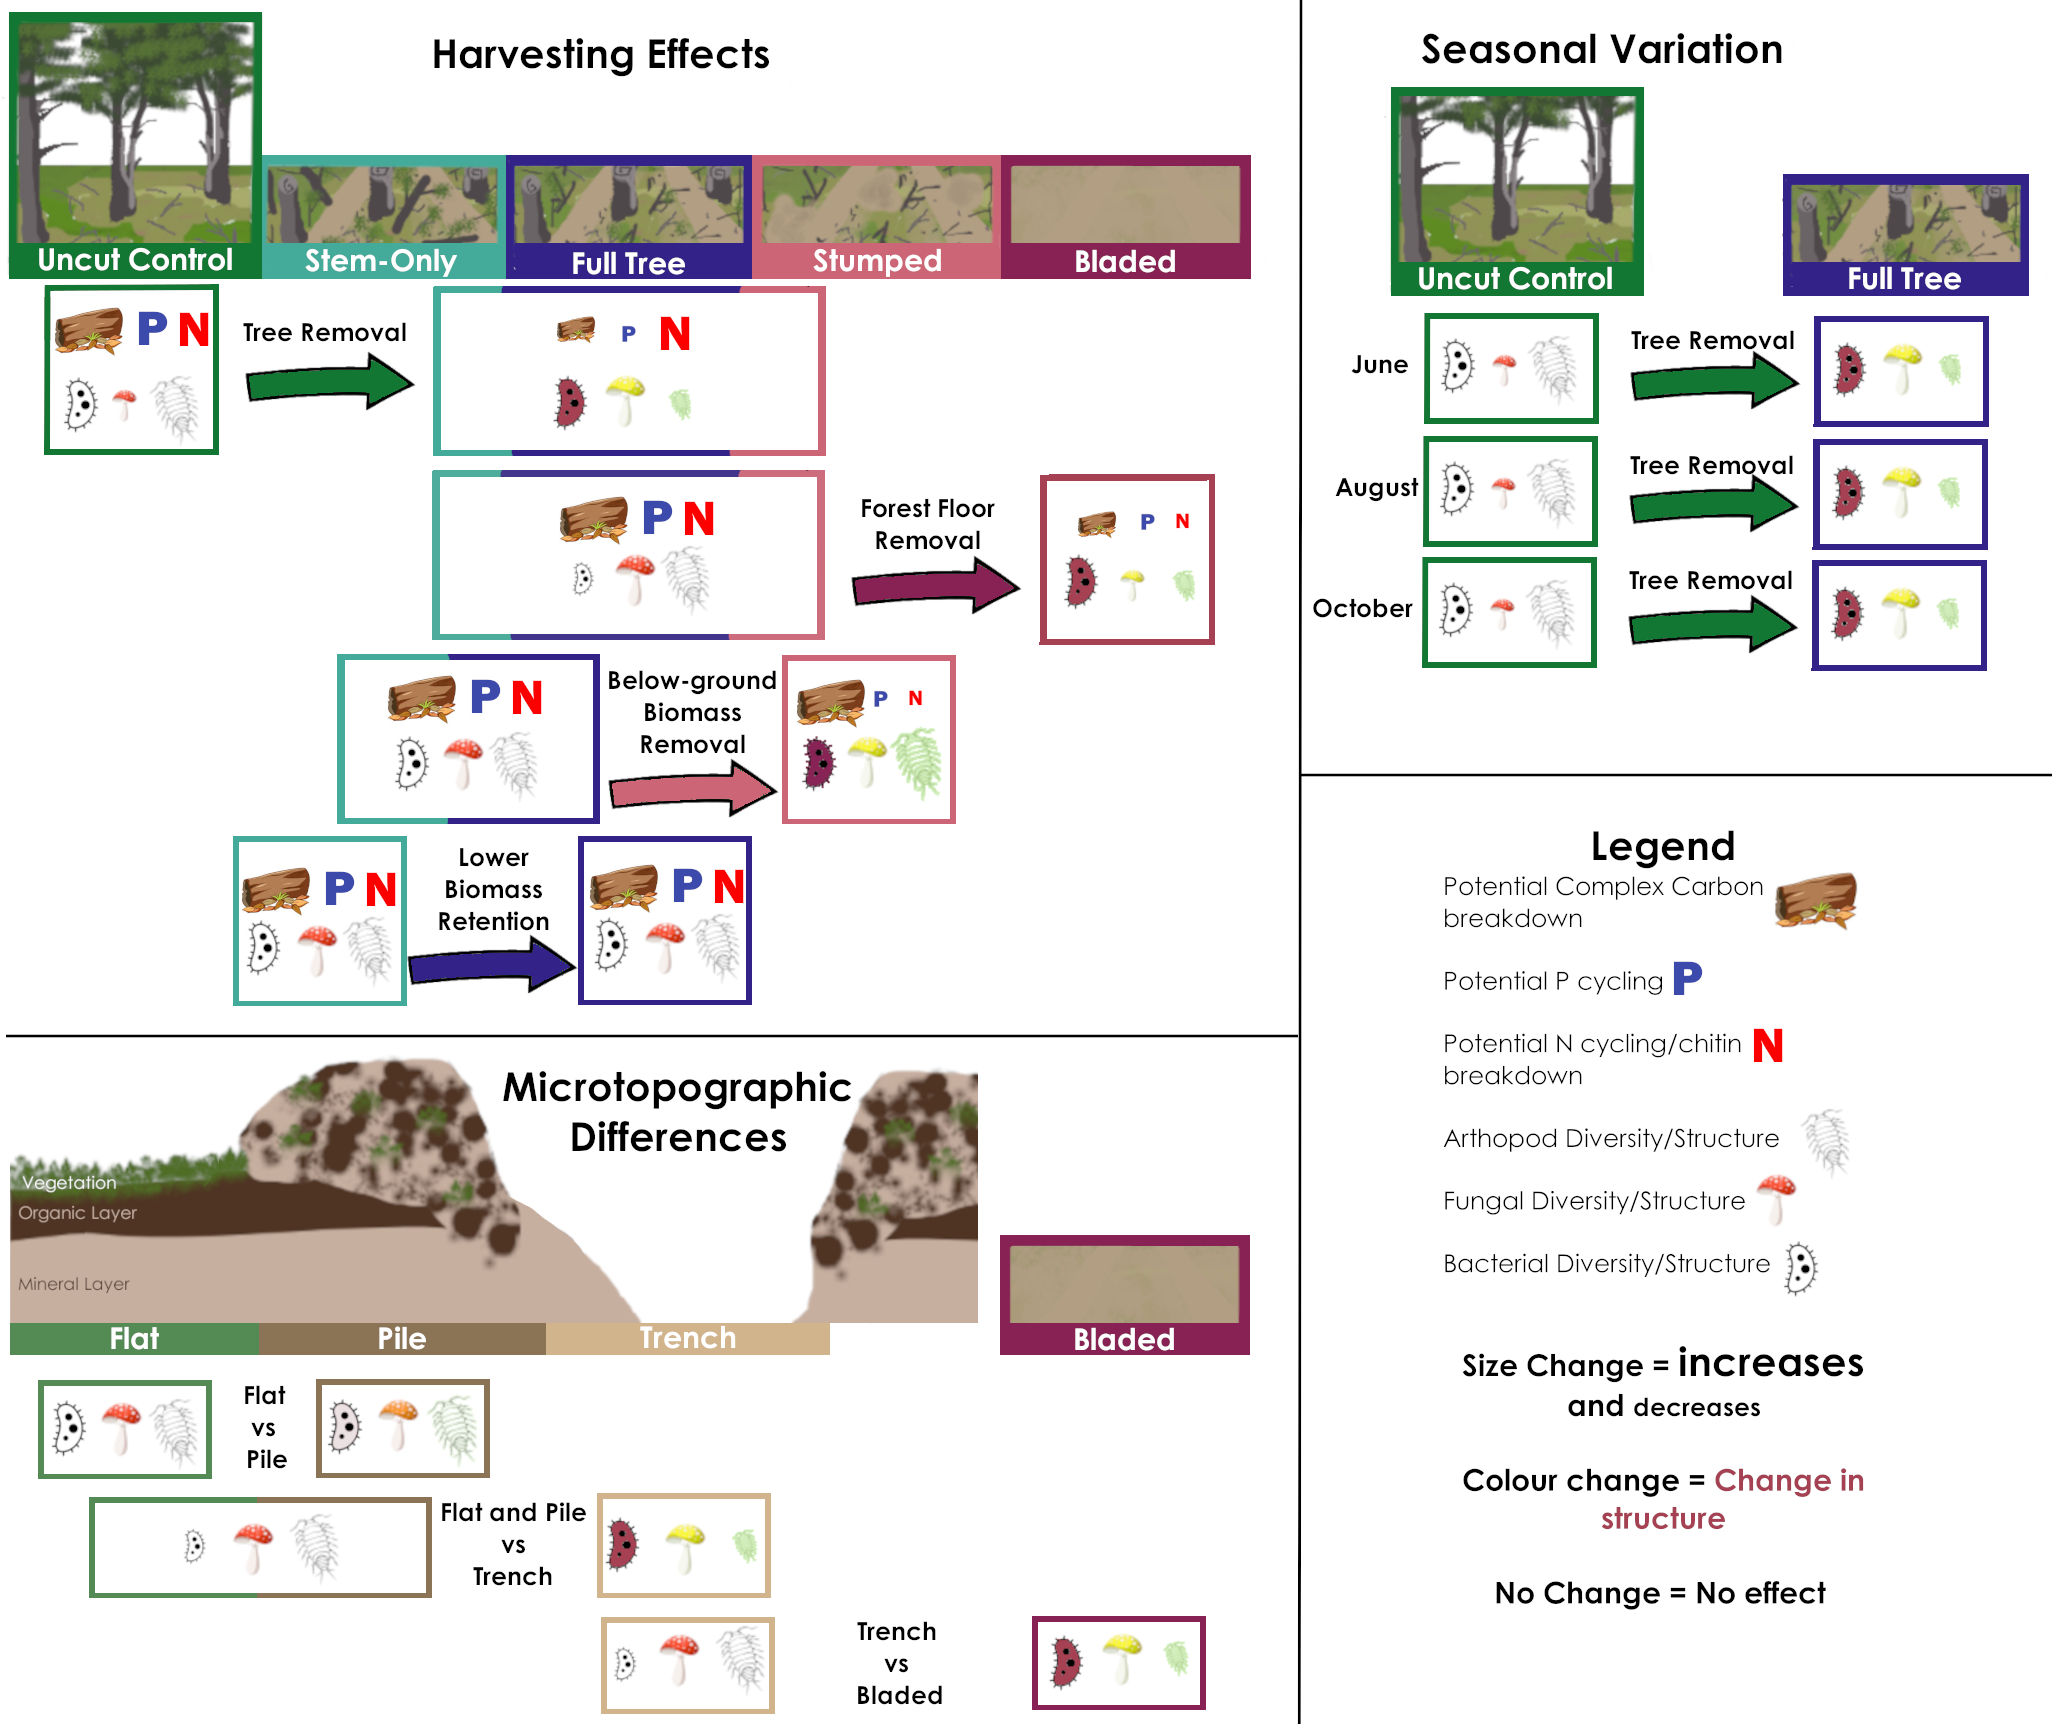 Harvesting Effects
Uncut Control
Stem-Only
Full Tree
Stumped
Bladed
P N
Tree Removal
P N
P N
Forest Floor
Removal
P N
P N
Below-ground
Biomass
Removal
P N
P N
Lower
Biomass
Retention
P N
Seasonal Variation
Uncut Control
Full Tree
June
Tree Removal
August
Tree Removal
October
Tree Removal
Microtopographic
Differences
Vegetation
Organic Layer
Mineral Layer
Flat
Pile
Trench
Bladed
Flat
vs
Pile
Flat and Pile
vs
Trench
Trench
vs
Bladed
Legend
Potential Complex Carbon
breakdown
Potential P cycling P
Potential N cycling/chitin N
breakdown
Arthopod Diversity/Structure
Fungal Diversity/Structure
Bacterial Diversity/Structure
Size Change = increases
and decreases
Colour change = Change in
structure
No Change = No effect